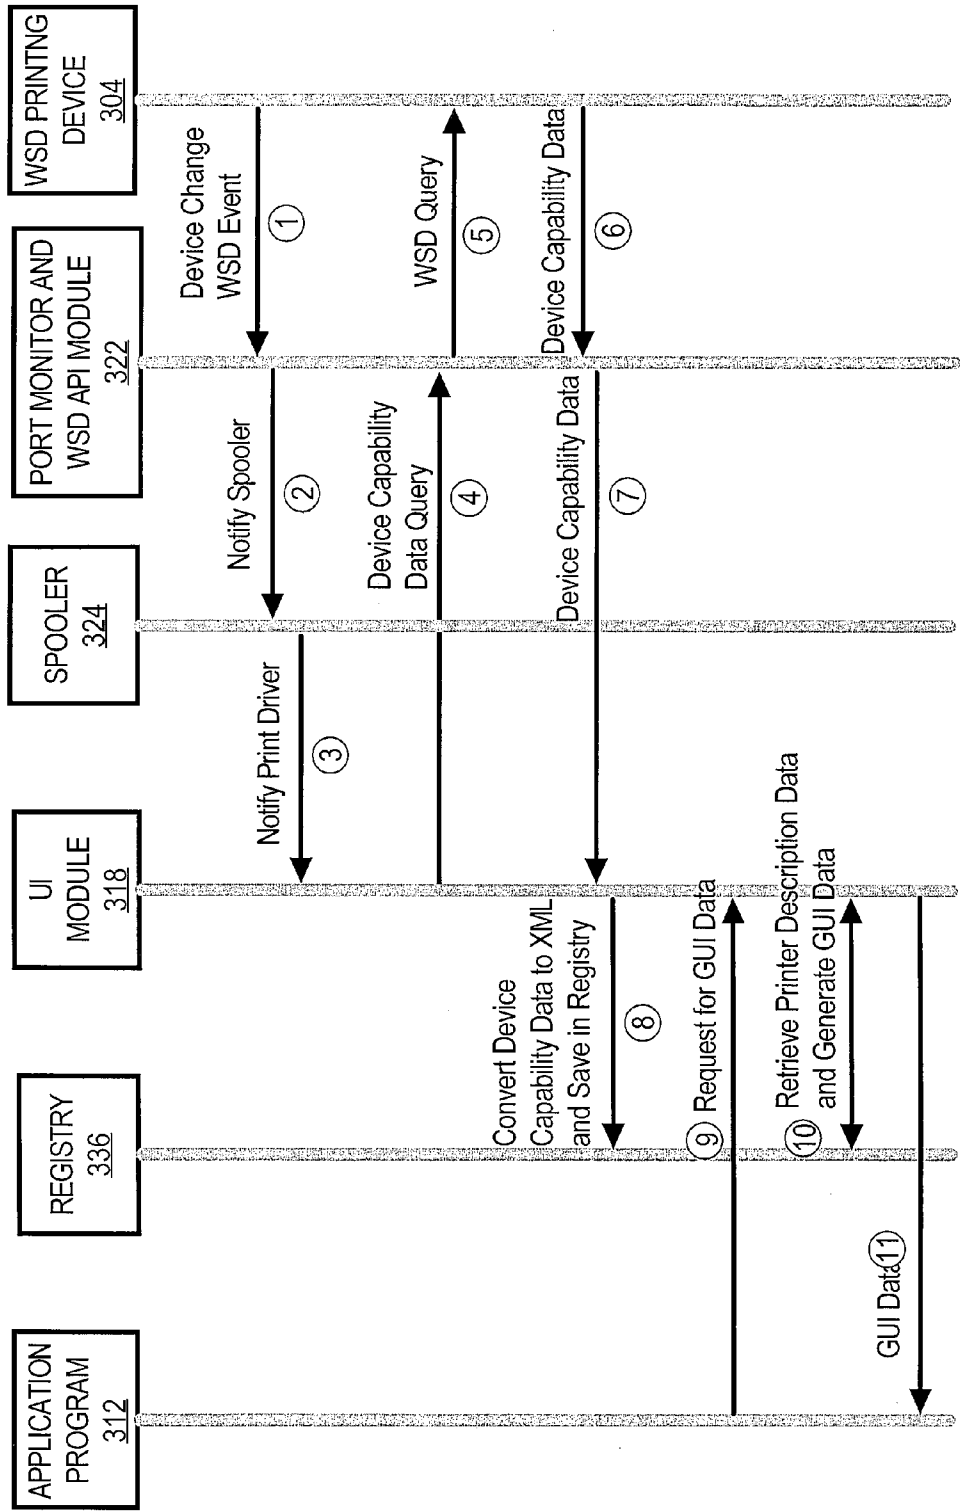 APPLICATION
PROGRAM
312
REGISTRY
336
UI
MODULE
318
SPOOLER
324
PORT MONITOR AND
WSD API MODULE
322
WSD PRINTNG
DEVICE
304
Device Change
WSD Event
1
Notify Spooler
2
Notify Print Driver
3
Device Capability
Data Query
4
WSD Query
5
Device Capability Data
6
Device Capability Data
7
Convert Device
Capability Data to XML
and Save in Registry
8
9 Request for GUI Data
10 Retrieve Printer Description Data
and Generate GUI Data
GUI Data 11